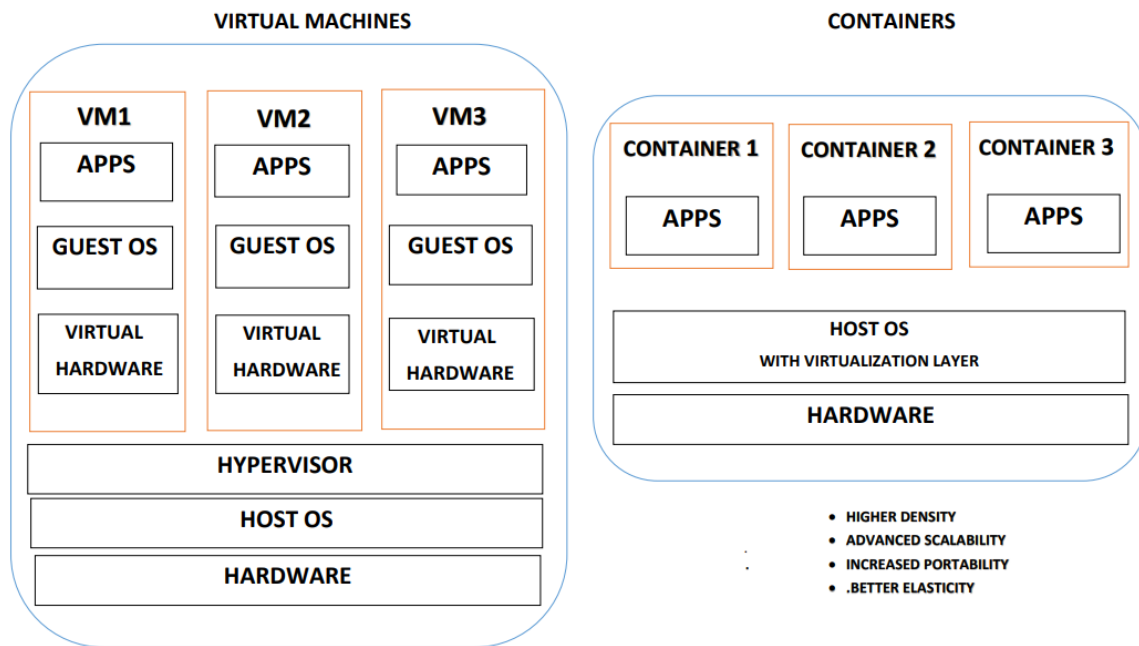 VIRTUAL MACHINES
VM1
APPS
GUEST OS
VIRTUAL
HARDWARE
VM2
APPS
GUEST OS
VIRTUAL
HARDWARE
VM3
APPS
GUEST OS
VIRTUAL
HARDWARE
HYPERVISOR
HOST OS
HARDWARE
CONTAINERS
CONTAINER 1
APPS
CONTAINER 2
APPS
CONTAINER 3
APPS
HOST OS
WITH VIRTUALIZATION LAYER
HARDWARE
• HIGHER DENSITY
• ADVANCED SCALABILITY
• INCREASED PORTABILITY
• .BETTER ELASTICITY